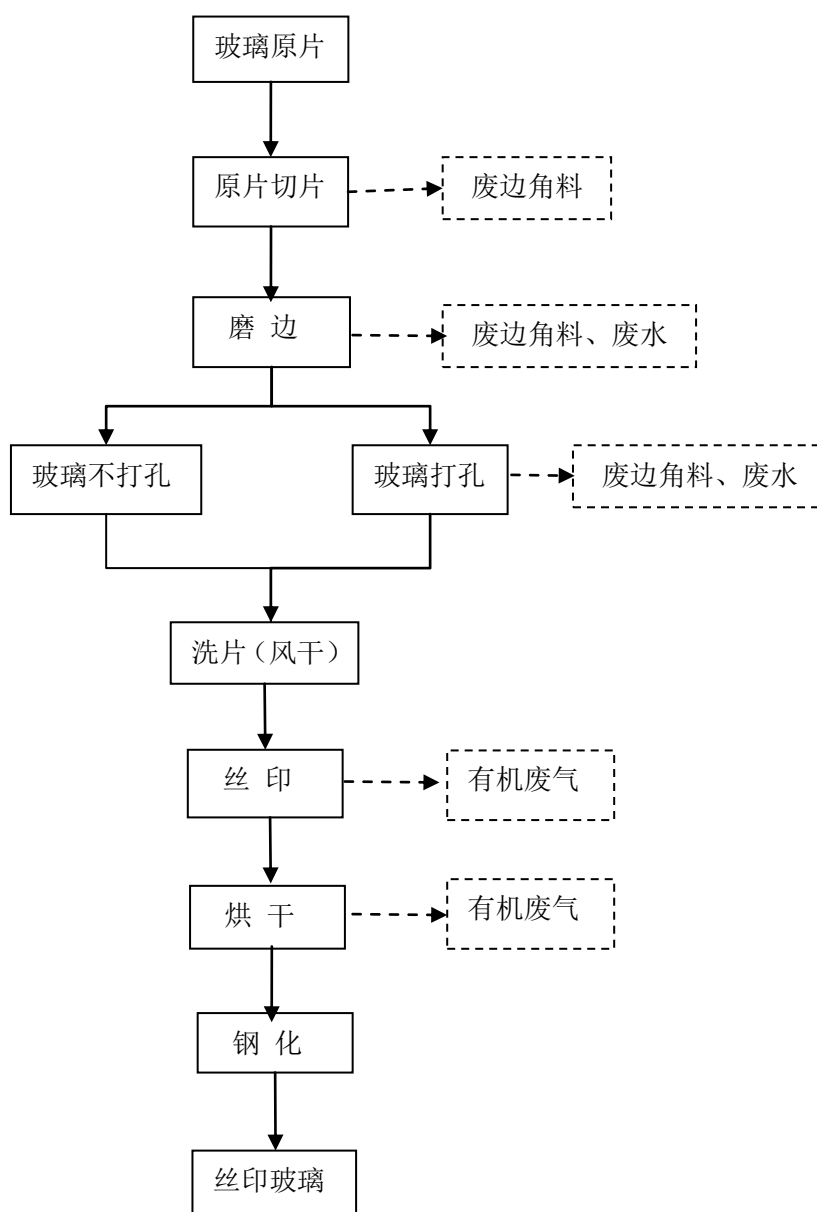 玻璃原片
原片切片
废边角料
磨 边
废边角料、废水
玻璃不打孔
玻璃打孔
废边角料、废水
洗片（风干）
丝 印
有机废气
烘 干
有机废气
钢 化
丝印玻璃